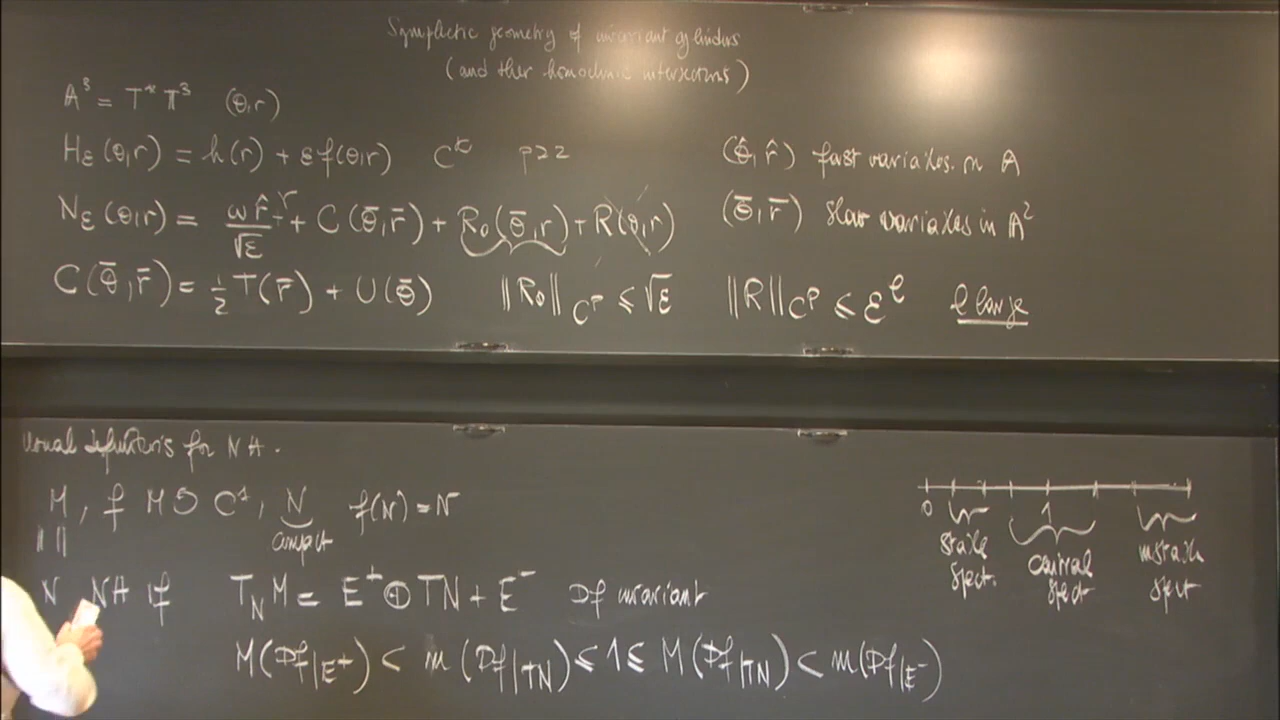 Symplectic geometry of invariant cylinders
(and their homoclinic intersections)
A³ = T* T³ (θ,r)
H_ε(θ,r) = h(r) + εf(θ,r) C^k p≥2
(θ̂, r̂) fast variables in A
N_ε(θ,r) = ω r̂ / √ε + C(θ̄, r̄) + R₀(θ̄, r) + R(θ,r)
(θ̄, r̄) slow variables in A²
C(θ̄, r̄) = ½ T(r̄) + U(θ̄) ||R₀||_{C^p} ≤ √ε ||R||_{C^p} ≤ ε^ℓ ℓ large
Usual definitions for NH.
M, f M↺ C¹, N f(N) = N
compact
|| ||
N NH if T_N M = E⁺ ⊕ TN + E⁻ Df invariant
M(Df|E⁺) < m(Df|TN) ≤ 1 ≤ M(Df|TN) < m(Df|E⁻)
0 1
stable spect. central spect unstable spect